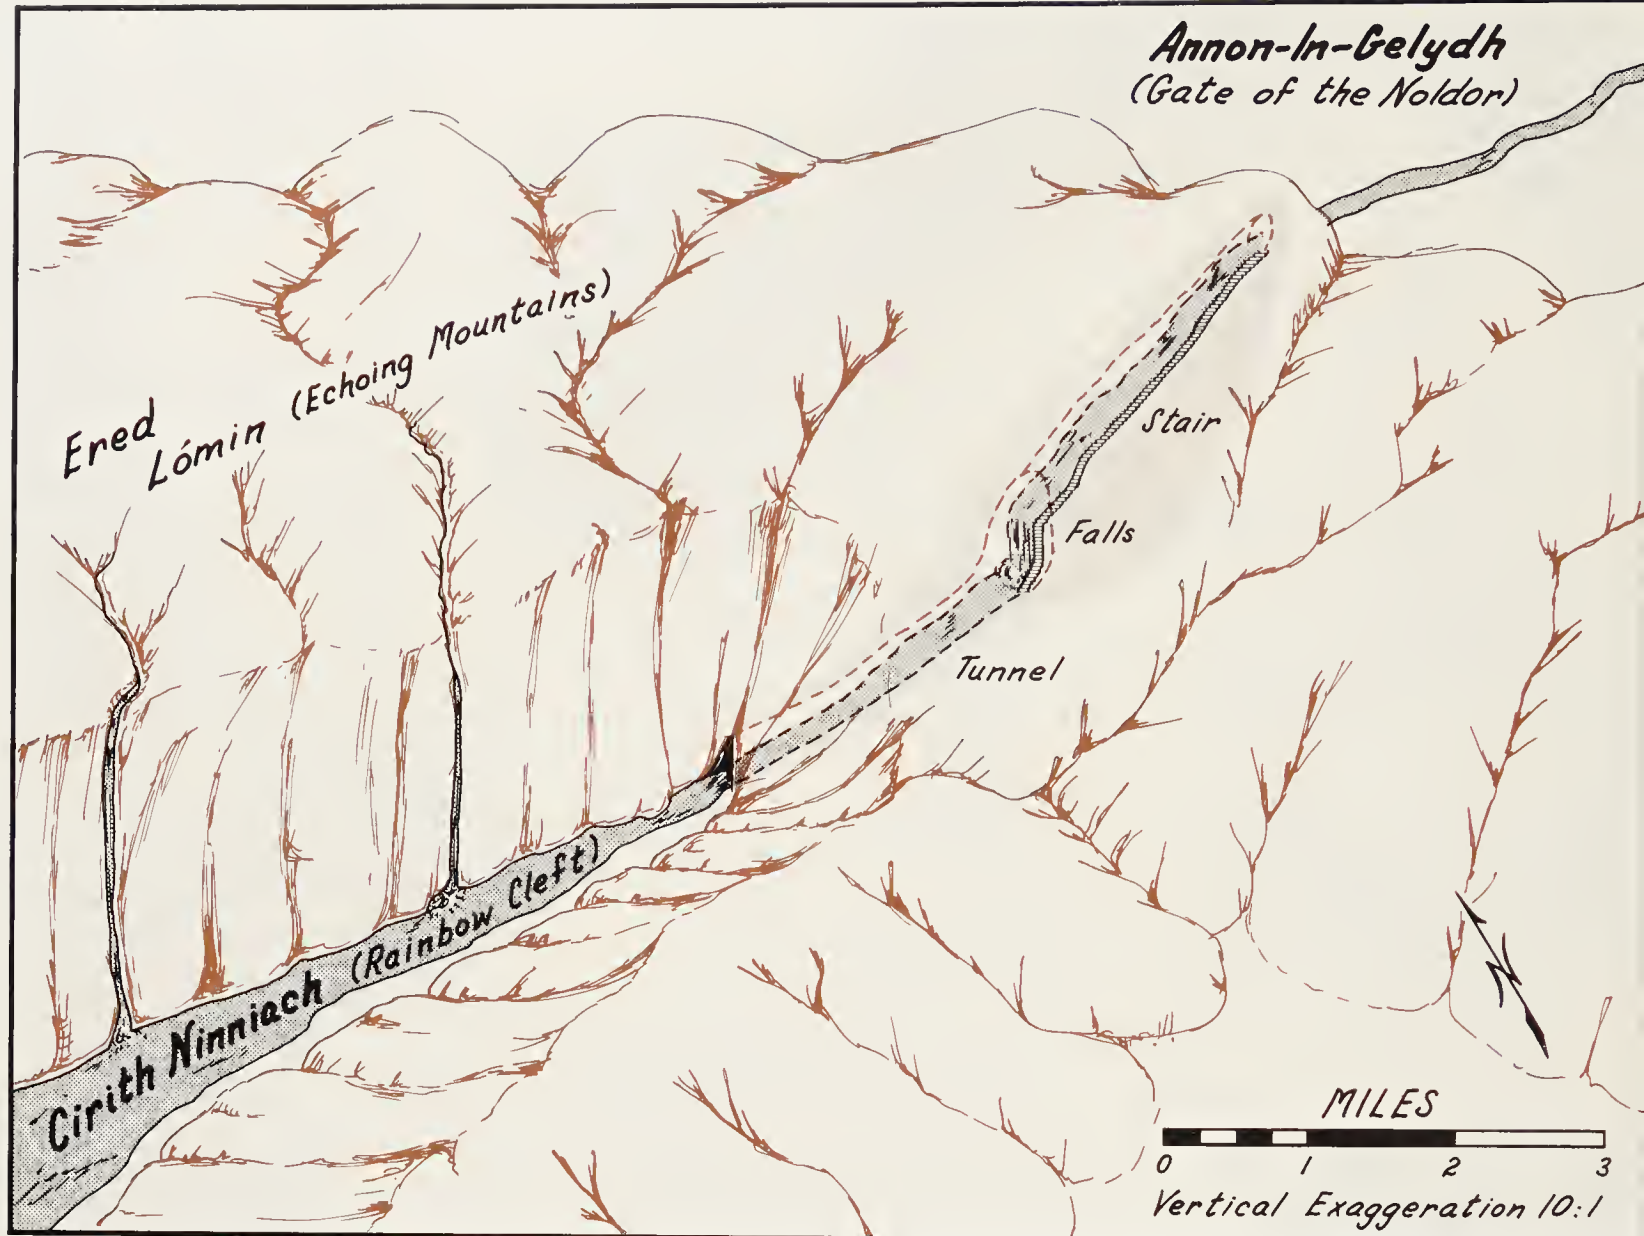 Annon-In-Gelydh
(Gate of the Noldor)
Ered
Lómin (Echoing Mountains)
Stair
Falls
Tunnel
Cirith Ninniach (Rainbow Cleft)
N
MILES
0 1 2 3
Vertical Exaggeration 10:1